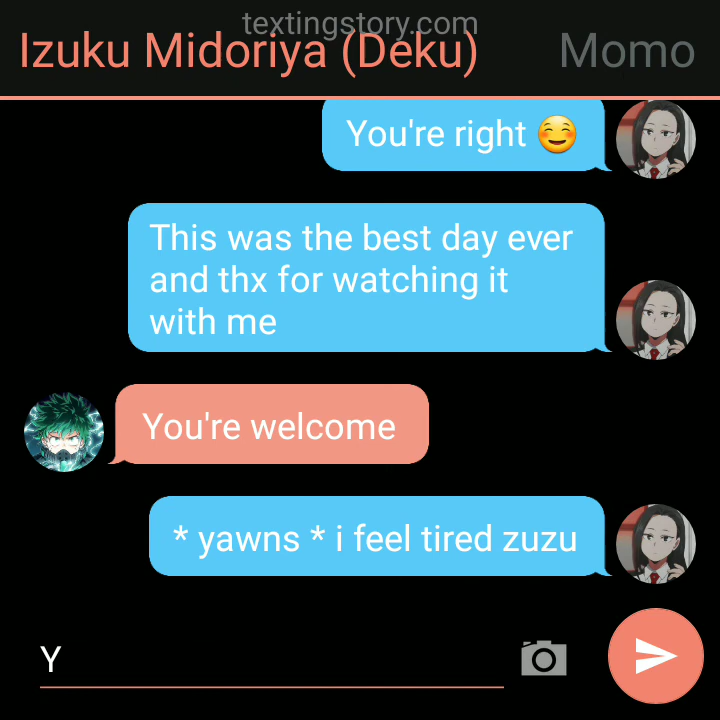 textingstory.com
Izuku Midoriya (Deku) Momo
You're right 😊
This was the best day ever
and thx for watching it
with me
You're welcome
* yawns * i feel tired zuzu
Y